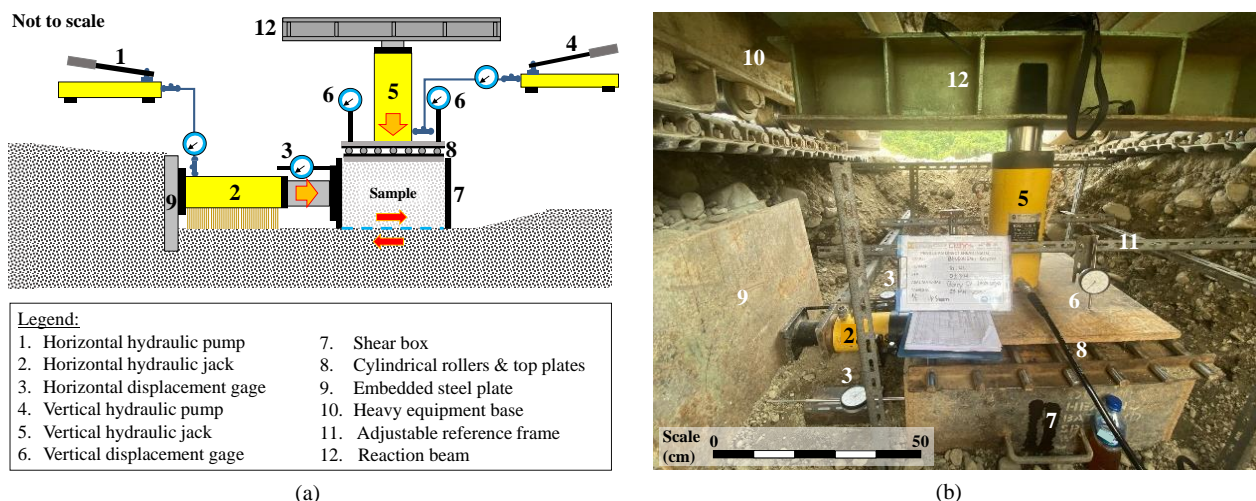 Not to scale
12
1
4
6
5
6
3
8
2
Sample
7
9
Legend:
1. Horizontal hydraulic pump
2. Horizontal hydraulic jack
3. Horizontal displacement gage
4. Vertical hydraulic pump
5. Vertical hydraulic jack
6. Vertical displacement gage
7. Shear box
8. Cylindrical rollers & top plates
9. Embedded steel plate
10. Heavy equipment base
11. Adjustable reference frame
12. Reaction beam
(a)
10
12
5
11
3
9
6
2
8
3
7
Scale
(cm)
0
50
(b)